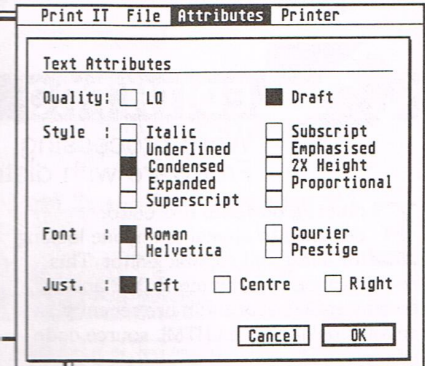 Print IT File Attributes Printer
Text Attributes
Quality: LQ Draft
Style : Italic Subscript
Underlined Emphasised
Condensed 2X Height
Expanded Proportional
Superscript
Font : Roman Courier
Helvetica Prestige
Just. : Left Centre Right
Cancel OK